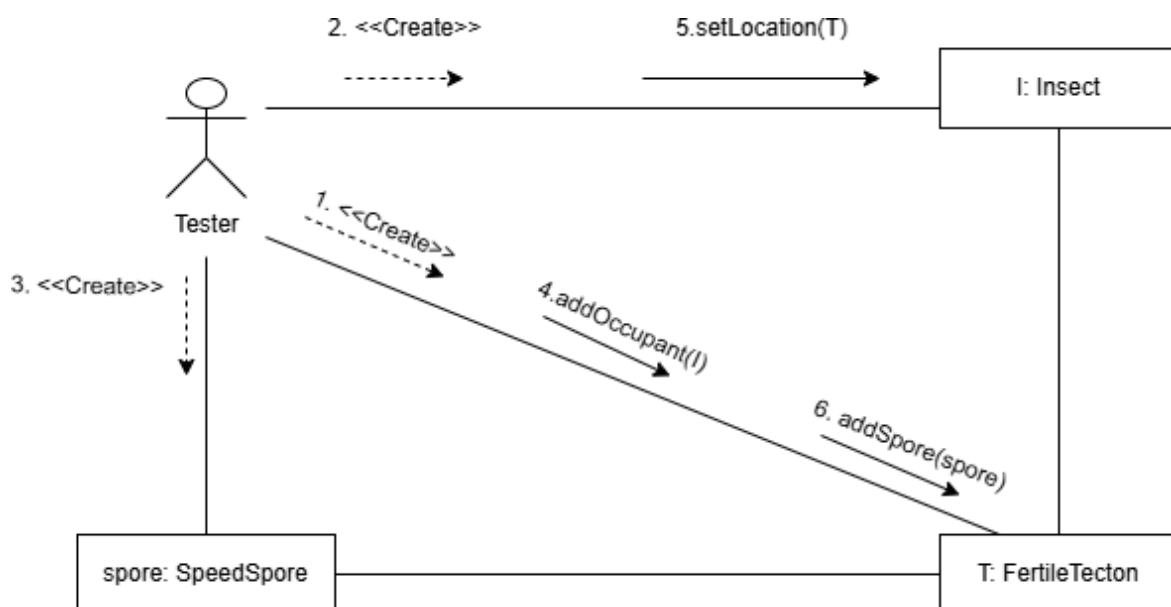 2. <<Create>>
5.setLocation(T)
I: Insect
Tester
1. <<Create>>
3. <<Create>>
4.addOccupant(I)
6. addSpore(spore)
spore: SpeedSpore
T: FertileTecton